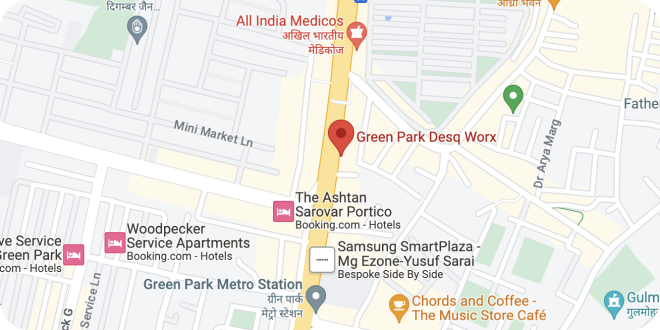 दिगम्बर जैन...
All India Medicos
अखिल भारतीय
मेडिकोज
आंध्रा भवन
Father
Mini Market Ln
Green Park Desq Worx
Dr Arya Marg
The Ashtan
Sarovar Portico
Booking.com - Hotels
Woodpecker
Service Apartments
Booking.com - Hotels
ve Service
Green Park
com - Hotels
Samsung SmartPlaza -
Mg Ezone-Yusuf Sarai
Bespoke Side By Side
Green Park Metro Station
ग्रीन पार्क
मेट्रो स्टेशन
Service Ln
k G
Chords and Coffee -
The Music Store Café
Gulm
गुलमोह